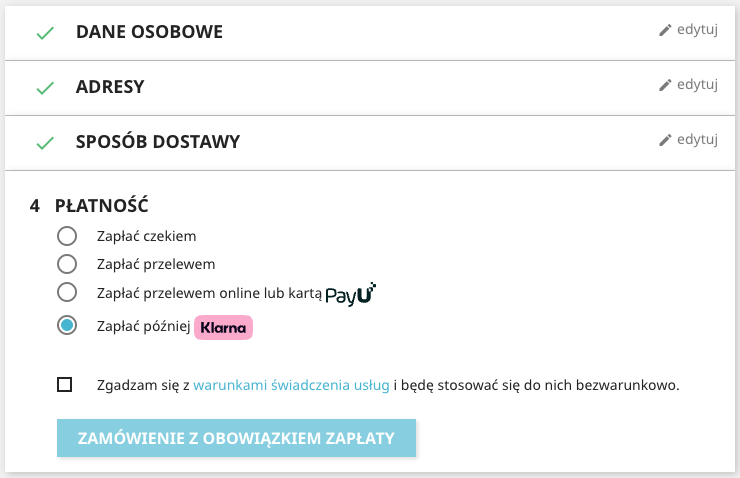 DANE OSOBOWE
edytuj
ADRESY
edytuj
SPOSÓB DOSTAWY
edytuj
4 PŁATNOŚĆ
Zapłać czekiem
Zapłać przelewem
Zapłać przelewem online lub kartą PayU
Zapłać później Klarna
Zgadzam się z warunkami świadczenia usług i będę stosować się do nich bezwarunkowo.
ZAMÓWIENIE Z OBOWIĄZKIEM ZAPŁATY